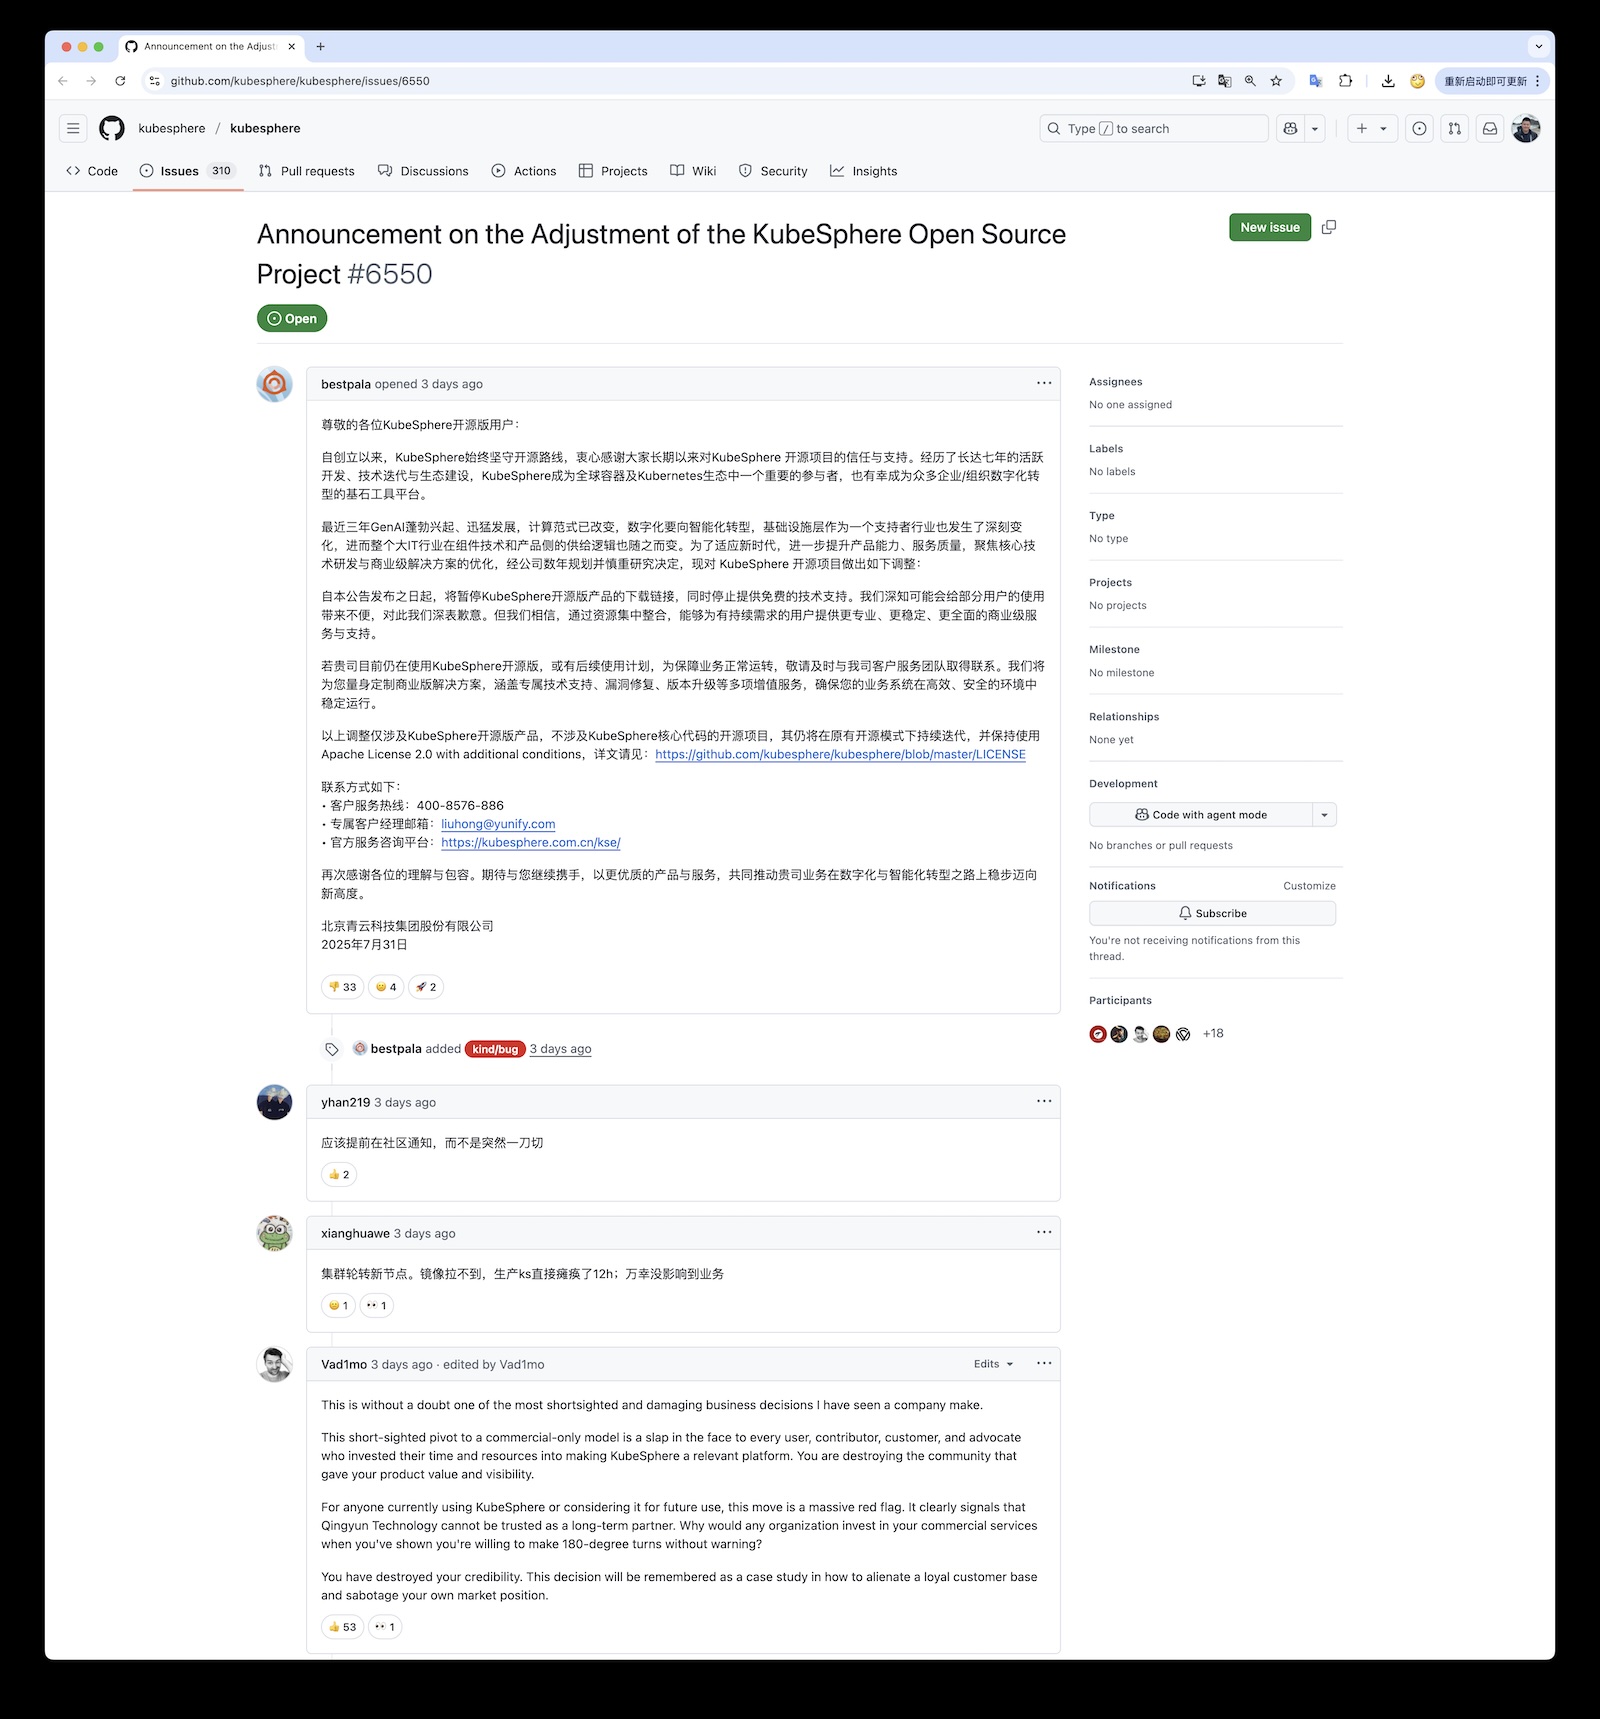 Announcement on the Adjust
github.com/kubesphere/kubesphere/issues/6550
重新启动即可更新
kubesphere / kubesphere
Type / to search
Code
Issues 310
Pull requests
Discussions
Actions
Projects
Wiki
Security
Insights
Announcement on the Adjustment of the KubeSphere Open Source
Project #6550
New issue
Open
bestpala opened 3 days ago
尊敬的各位KubeSphere开源版用户：
自创立以来，KubeSphere始终坚守开源路线，衷心感谢大家长期以来对KubeSphere 开源项目的信任与支持。经历了长达七年的活跃
开发、技术迭代与生态建设，KubeSphere成为全球容器及Kubernetes生态中一个重要的参与者，也有幸成为众多企业/组织数字化转
型的基石工具平台。
最近三年GenAI蓬勃兴起、迅猛发展，计算范式已改变，数字化要向智能化转型，基础设施层作为一个支持者行业也发生了深刻变
化，进而整个大IT行业在组件技术和产品侧的供给逻辑也随之而变。为了适应新时代，进一步提升产品能力、服务质量，聚焦核心技
术研发与商业级解决方案的优化，经公司数年规划并慎重研究决定，现对 KubeSphere 开源项目做出如下调整：
自本公告发布之日起，将暂停KubeSphere开源版产品的下载链接，同时停止提供免费的技术支持。我们深知可能会给部分用户的使用
带来不便，对此我们深表歉意。但我们相信，通过资源集中整合，能够为有持续需求的用户提供更专业、更稳定、更全面的商业级服
务与支持。
若贵司目前仍在使用KubeSphere开源版，或有后续使用计划，为保障业务正常运转，敬请及时与我司客户服务团队取得联系。我们将
为您量身定制商业版解决方案，涵盖专属技术支持、漏洞修复、版本升级等多项增值服务，确保您的业务系统在高效、安全的环境中
稳定运行。
以上调整仅涉及KubeSphere开源版产品，不涉及KubeSphere核心代码的开源项目，其仍将在原有开源模式下持续迭代，并保持使用
Apache License 2.0 with additional conditions，详文请见：https://github.com/kubesphere/kubesphere/blob/master/LICENSE
联系方式如下：
• 客户服务热线：400-8576-886
• 专属客户经理邮箱：liuhong@yunify.com
• 官方服务咨询平台：https://kubesphere.com.cn/kse/
再次感谢各位的理解与包容。期待与您继续携手，以更优质的产品与服务，共同推动贵司业务在数字化与智能化转型之路上稳步迈向
新高度。
北京青云科技集团股份有限公司
2025年7月31日
33
4
2
bestpala added kind/bug 3 days ago
yhan219 3 days ago
应该提前在社区通知，而不是突然一刀切
2
xianghuawe 3 days ago
集群轮转新节点。镜像拉不到，生产ks直接瘫痪了12h；万幸没影响到业务
1
1
Vad1mo 3 days ago · edited by Vad1mo
Edits
This is without a doubt one of the most shortsighted and damaging business decisions I have seen a company make.
This short-sighted pivot to a commercial-only model is a slap in the face to every user, contributor, customer, and advocate
who invested their time and resources into making KubeSphere a relevant platform. You are destroying the community that
gave your product value and visibility.
For anyone currently using KubeSphere or considering it for future use, this move is a massive red flag. It clearly signals that
Qingyun Technology cannot be trusted as a long-term partner. Why would any organization invest in your commercial services
when you've shown you're willing to make 180-degree turns without warning?
You have destroyed your credibility. This decision will be remembered as a case study in how to alienate a loyal customer base
and sabotage your own market position.
53
1
Assignees
No one assigned
Labels
No labels
Type
No type
Projects
No projects
Milestone
No milestone
Relationships
None yet
Development
Code with agent mode
No branches or pull requests
Notifications
Customize
Subscribe
You're not receiving notifications from this
thread.
Participants
+18